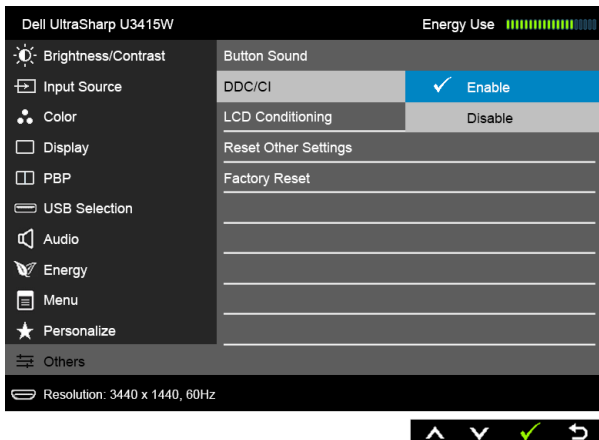 Dell UltraSharp U3415W Energy Use
Brightness/Contrast Button Sound
Input Source DDC/CI Enable
Color LCD Conditioning Disable
Display Reset Other Settings
PBP Factory Reset
USB Selection
Audio
Energy
Menu
Personalize
Others
Resolution: 3440 x 1440, 60Hz